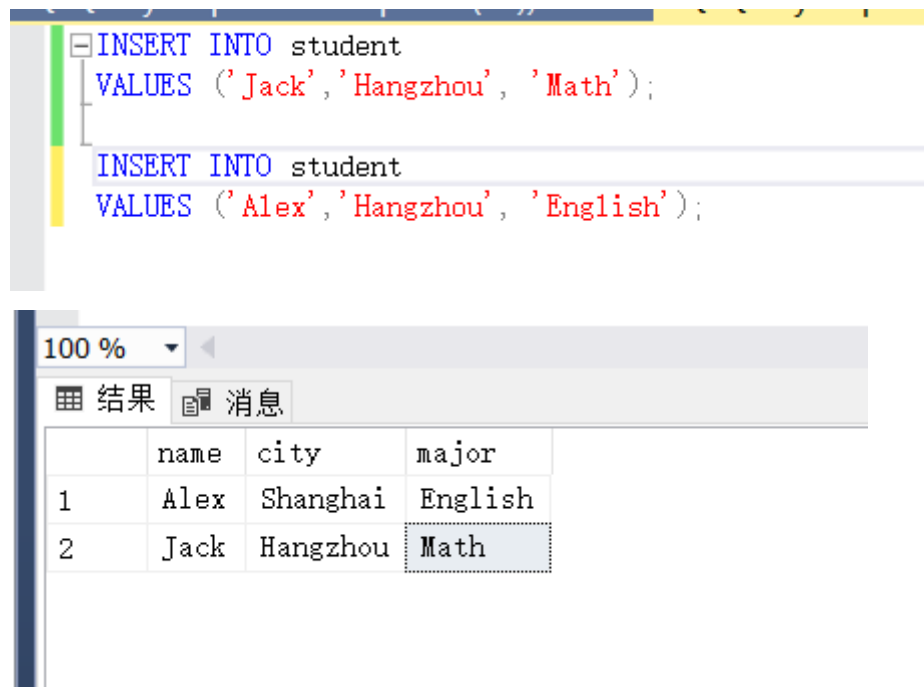 INSERT INTO student
VALUES ('Jack','Hangzhou', 'Math');
INSERT INTO student
VALUES ('Alex','Hangzhou', 'English');
100 %
结果 消息
name city major
1 Alex Shanghai English
2 Jack Hangzhou Math